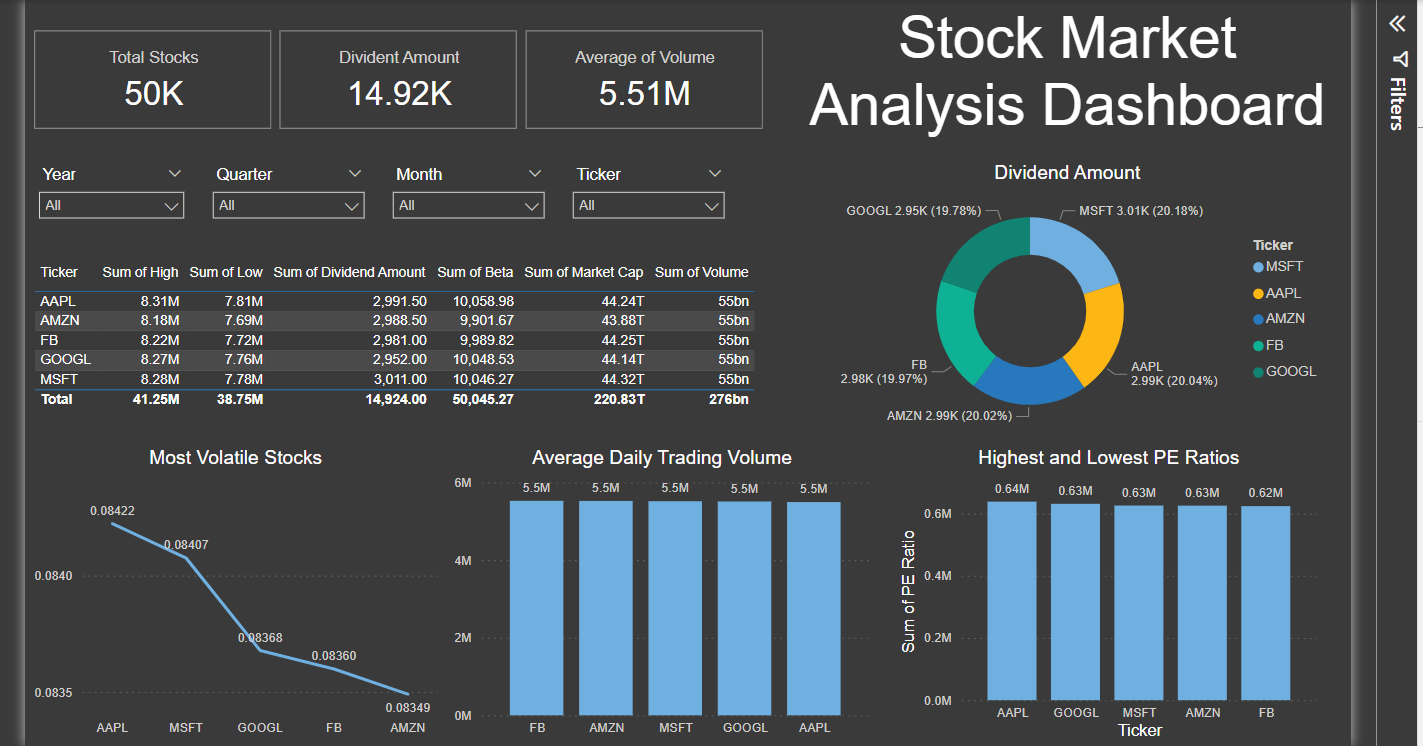 Total Stocks
50K
Divident Amount
14.92K
Average of Volume
5.51M
Stock Market
Analysis Dashboard
Filters
Year
All
Quarter
All
Month
All
Ticker
All
Ticker Sum of High Sum of Low Sum of Dividend Amount Sum of Beta Sum of Market Cap Sum of Volume
AAPL 8.31M 7.81M 2,991.50 10,058.98 44.24T 55bn
AMZN 8.18M 7.69M 2,988.50 9,901.67 43.88T 55bn
FB 8.22M 7.72M 2,981.00 9,989.82 44.25T 55bn
GOOGL 8.27M 7.76M 2,952.00 10,048.53 44.14T 55bn
MSFT 8.28M 7.78M 3,011.00 10,046.27 44.32T 55bn
Total 41.25M 38.75M 14,924.00 50,045.27 220.83T 276bn
Dividend Amount
GOOGL 2.95K (19.78%)
MSFT 3.01K (20.18%)
FB
2.98K (19.97%)
AAPL
2.99K (20.04%)
AMZN 2.99K (20.02%)
Ticker
MSFT
AAPL
AMZN
FB
GOOGL
Most Volatile Stocks
0.08422
0.08407
0.0840
0.08368
0.08360
0.0835
0.08349
AAPL MSFT GOOGL FB AMZN
Average Daily Trading Volume
6M
5.5M 5.5M 5.5M 5.5M 5.5M
4M
2M
0M
FB AMZN MSFT GOOGL AAPL
Highest and Lowest PE Ratios
0.64M 0.63M 0.63M 0.63M 0.62M
0.6M
0.4M
0.2M
0.0M
Sum of PE Ratio
AAPL GOOGL MSFT AMZN FB
Ticker